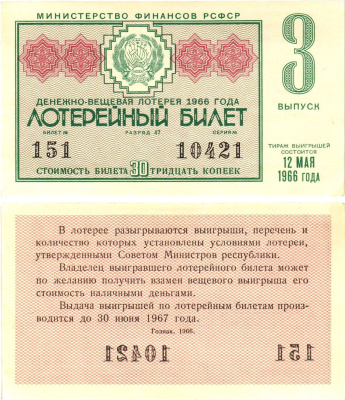 МИНИСТЕРСТВО ФИНАНСОВ РСФСР
3
ВЫПУСК
ДЕНЕЖНО-ВЕЩЕВАЯ ЛОТЕРЕЯ 1966 ГОДА
ЛОТЕРЕЙНЫЙ БИЛЕТ
БИЛЕТ № РАЗРЯД 47 СЕРИЯ №
151 10421
СТОИМОСТЬ БИЛЕТА 30 ТРИДЦАТЬ КОПЕЕК
ТИРАЖ ВЫИГРЫШЕЙ
СОСТОИТСЯ
12 МАЯ
1966 ГОДА
В лотерее разыгрываются выигрыши, перечень и
количество которых установлены условиями лотереи,
утвержденными Советом Министров республики.
Владелец выигравшего лотерейного билета может
по желанию получить взамен вещевого выигрыша его
стоимость наличными деньгами.
Выдача выигрышей по лотерейным билетам произ-
водится до 30 июня 1967 года.
Гознак. 1966.
10421 151